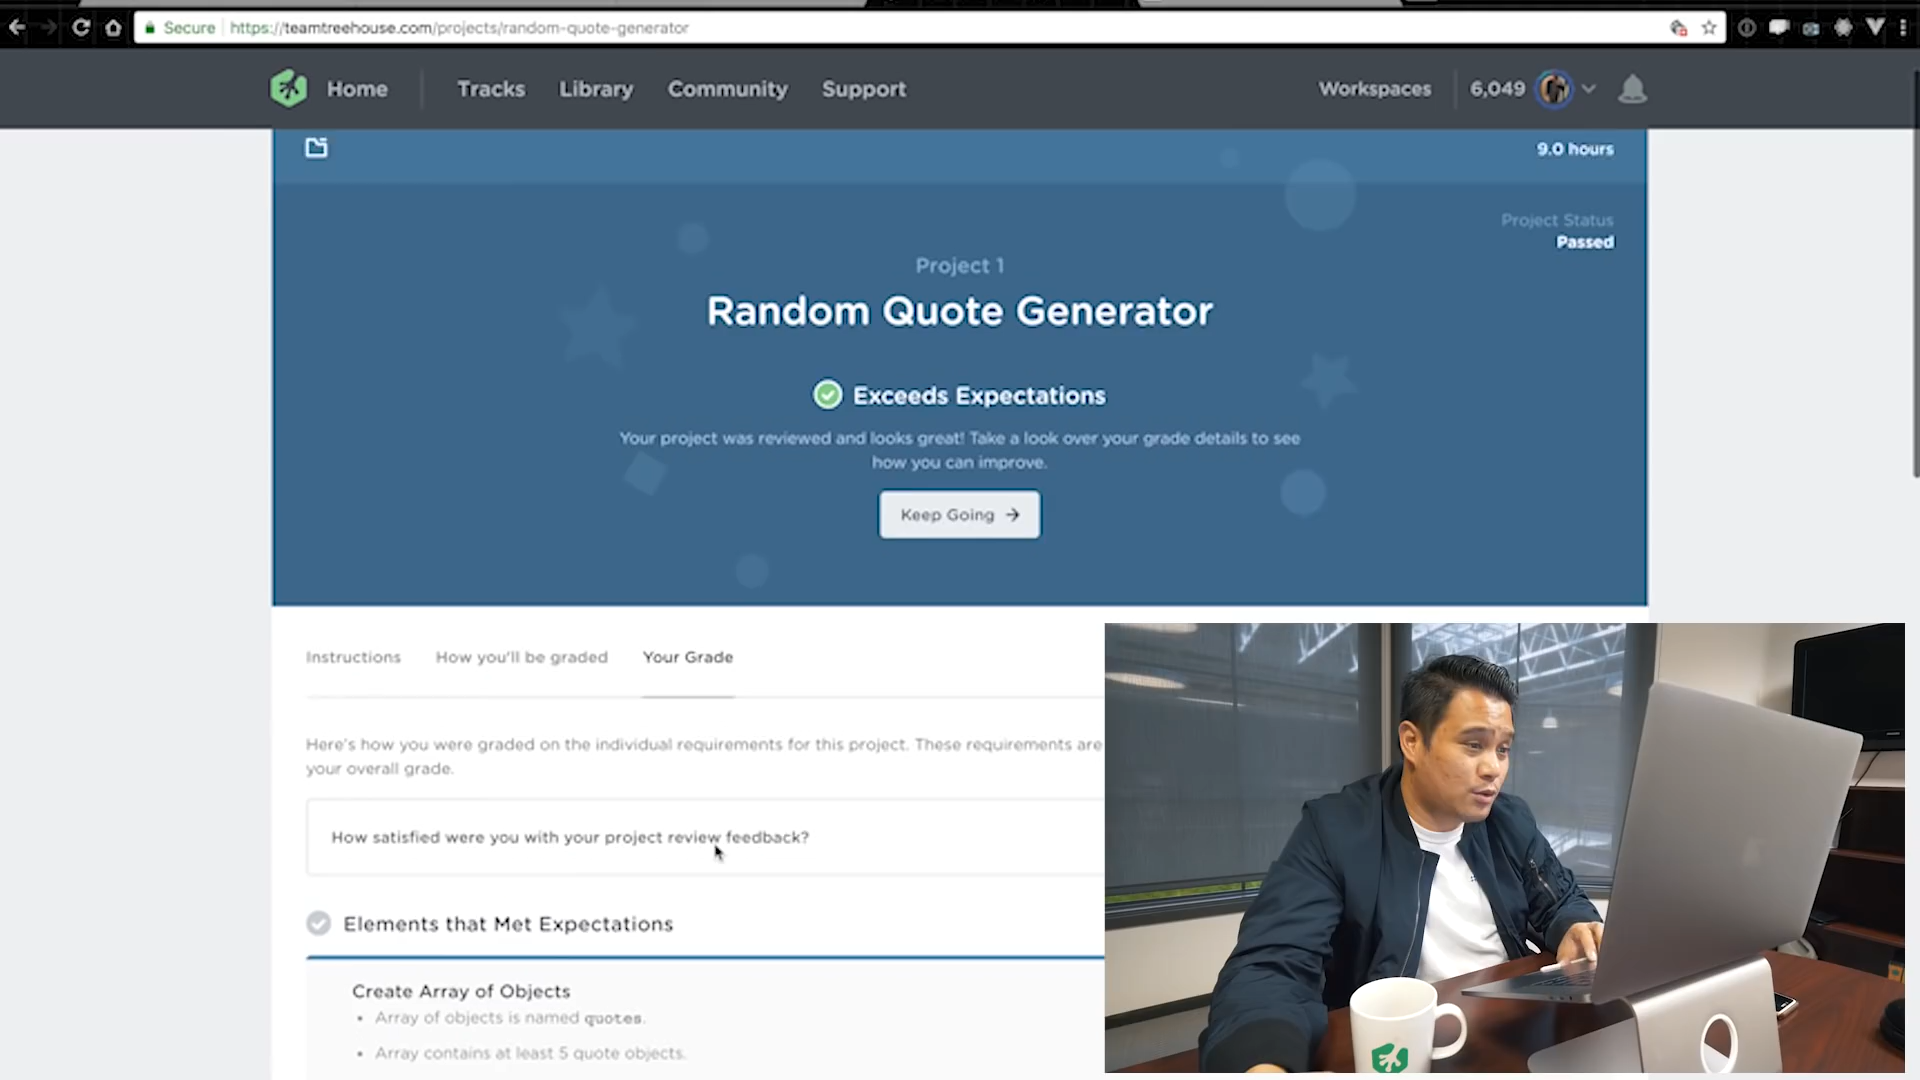 Secure https://teamtreehouse.com/projects/random-quote-generator
Home Tracks Library Community Support Workspaces 6,049
9.0 hours
Project Status
Passed
Project 1
Random Quote Generator
Exceeds Expectations
Your project was reviewed and looks great! Take a look over your grade details to see
how you can improve.
Keep Going →
Instructions How you'll be graded Your Grade
Here's how you were graded on the individual requirements for this project. These requirements are
your overall grade.
How satisfied were you with your project review feedback?
Elements that Met Expectations
Create Array of Objects
• Array of objects is named quotes.
• Array contains at least 5 quote objects.